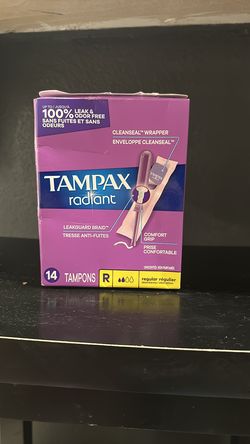 UP TO / JUSQU'À
100% LEAK &
ODOR FREE
SANS FUITES ET SANS
ODEURS
CLEANSEAL™ WRAPPER
ENVELOPPE CLEANSEAL™
TAMPAX
radiant
LEAKGUARD BRAID™
TRESSE ANTI-FUITES
COMFORT
GRIP
PRISE
CONFORTABLE
14 TAMPONS R regular régulier